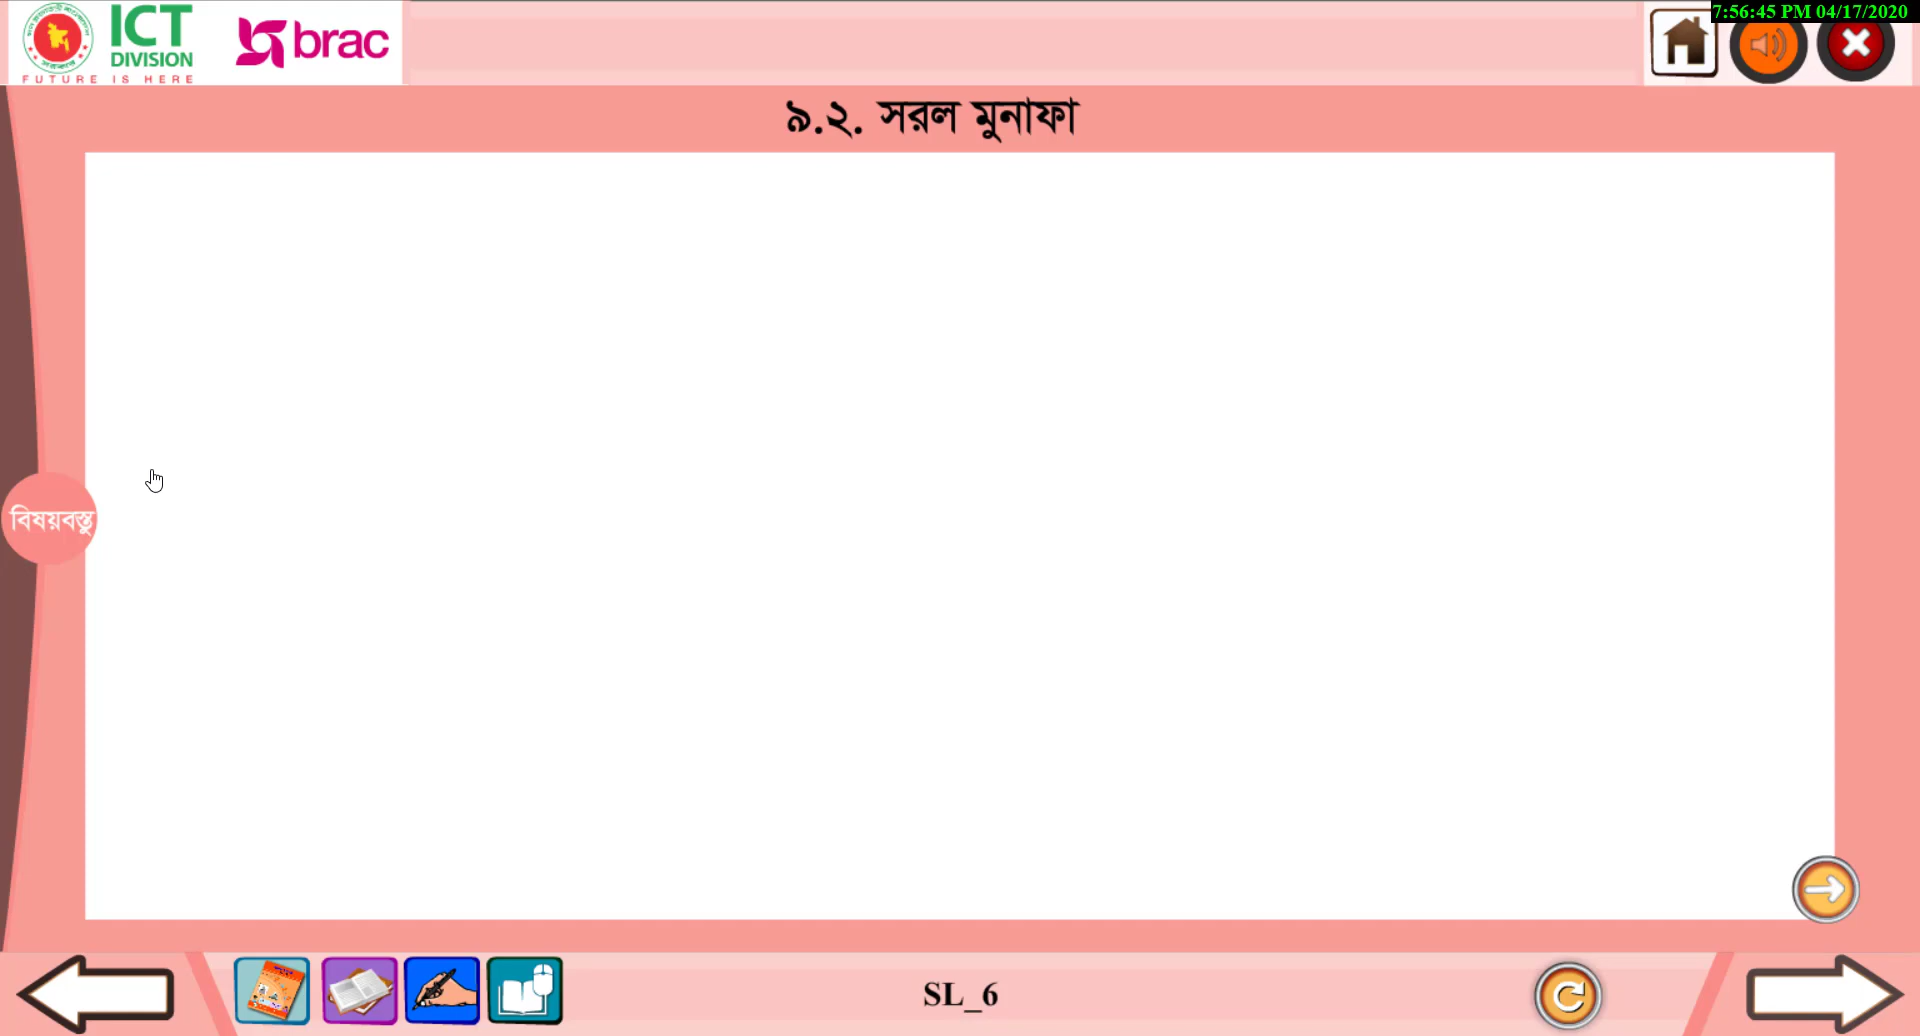 ICT
DIVISION
FUTURE IS HERE
brac
7:56:45 PM 04/17/2020
৯.২. সরল মুনাফা
বিষয়বস্তু
SL_6